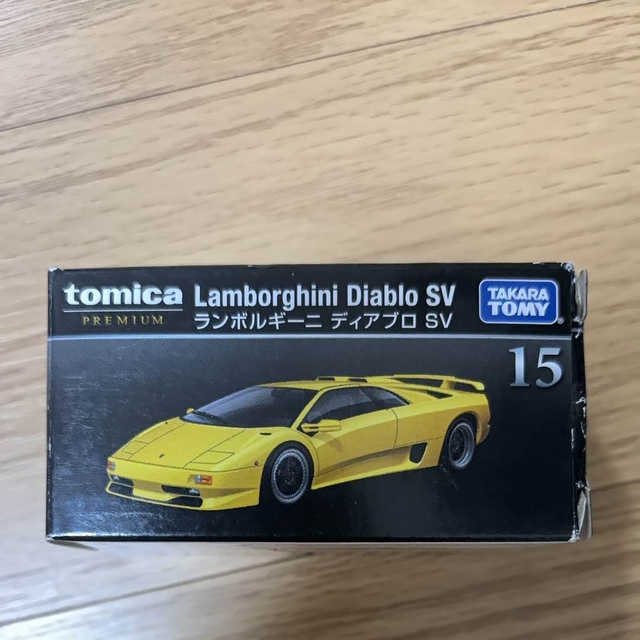 tomica
PREMIUM
Lamborghini Diablo SV
ランボルギーニ ディアブロ SV
TAKARA
TOMY
15